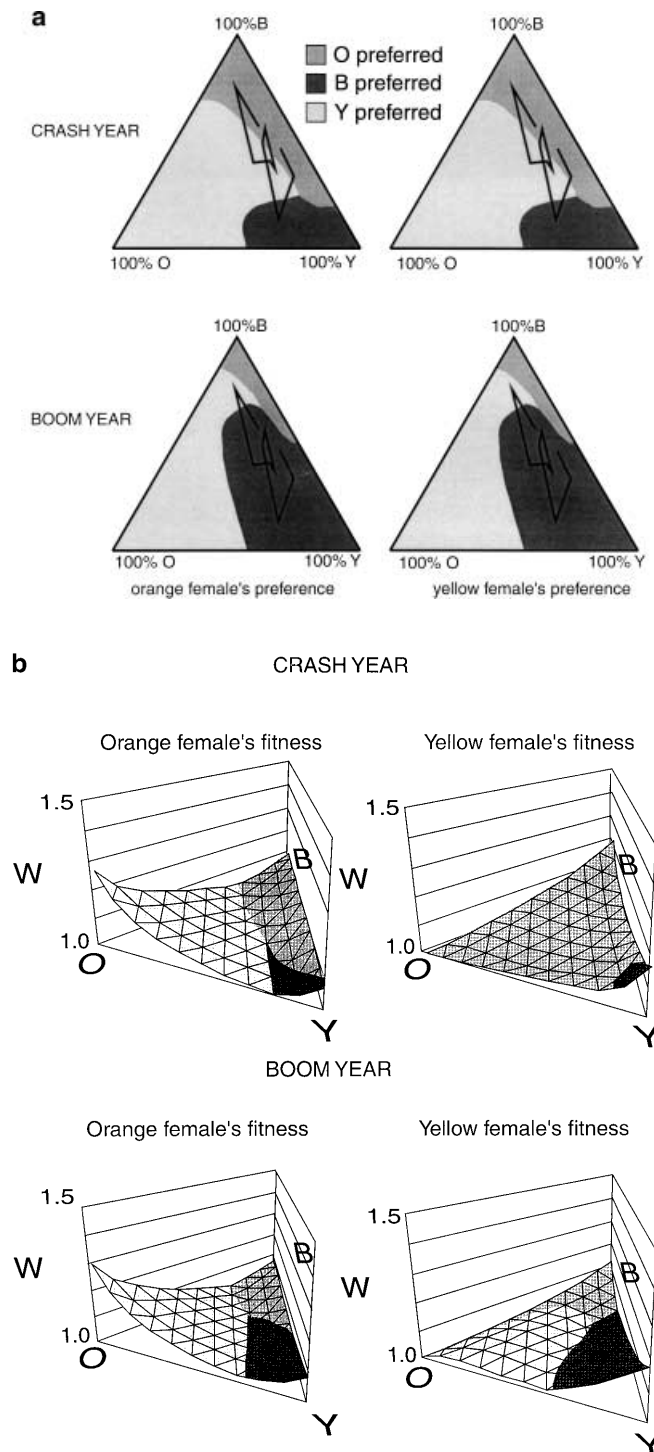 a
100%B
100%B
O preferred
B preferred
Y preferred
CRASH YEAR
100% O
100% Y
100% O
100% Y
100%B
100%B
BOOM YEAR
100% O
100% Y
100% O
100% Y
orange female's preference
yellow female's preference
b
CRASH YEAR
Orange female's fitness
Yellow female's fitness
1.5
1.5
W
B
W
B
1.0
1.0
O
O
Y
Y
BOOM YEAR
Orange female's fitness
Yellow female's fitness
1.5
1.5
W
B
W
B
1.0
1.0
O
O
Y
Y